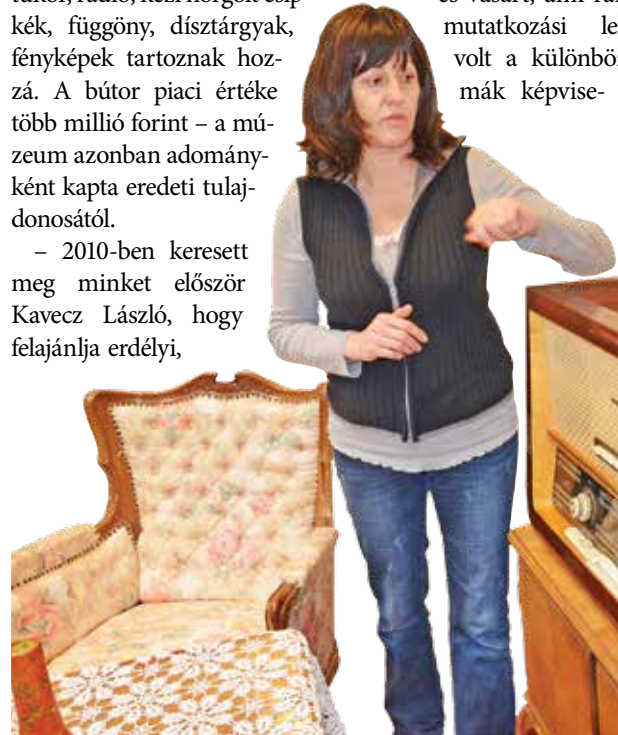 kék, függöny, dísztárgyak,
fényképek tartoznak hoz-
zá. A bútor piaci értéke
több millió forint – a mú-
zeum azonban adomány-
ként kapta eredeti tulaj-
donosától.
– 2010-ben keresett
meg minket először
Kavecz László, hogy
felajánlja erdélyi,
mutatkozási
volt a
mák képvise-